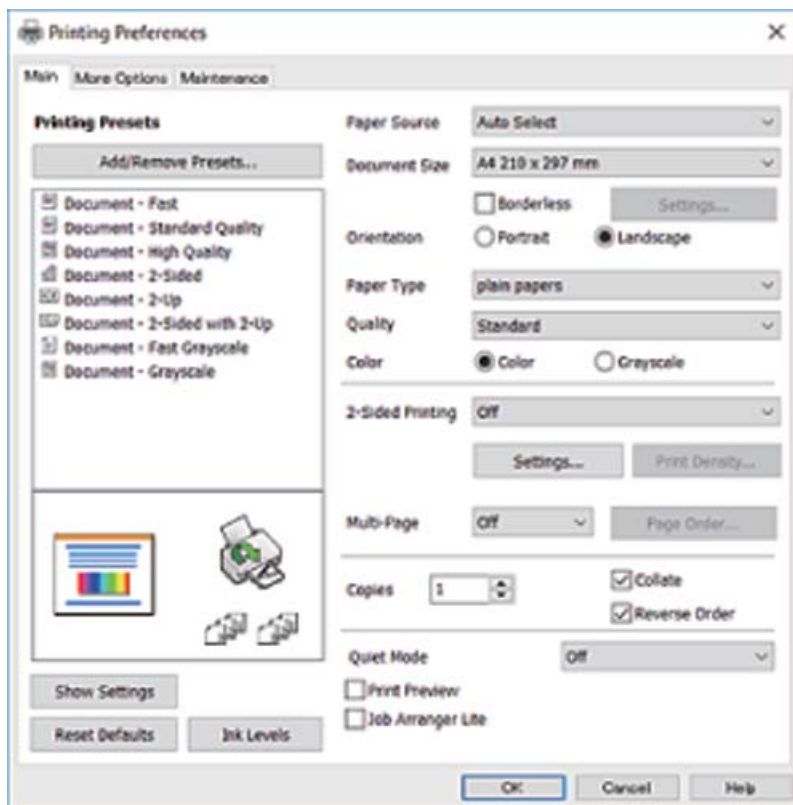 Printing Preferences
Main More Options Maintenance
Printing Presets
Add/Remove Presets...
Document - Fast
Document - Standard Quality
Document - High Quality
Document - 2-Sided
Document - 2-Up
Document - 2-Sided with 2-Up
Document - Fast Grayscale
Document - Grayscale
Show Settings
Reset Defaults Ink Levels
Paper Source Auto Select
Document Size A4 210 x 297 mm
Borderless Settings...
Orientation Portrait Landscape
Paper Type plain papers
Quality Standard
Color Color Grayscale
2-Sided Printing Off
Settings... Print Density...
Multi-Page Off Page Order...
Copies 1 Collate
Reverse Order
Quiet Mode Off
Print Preview
Job Arranger Lite
OK Cancel Help